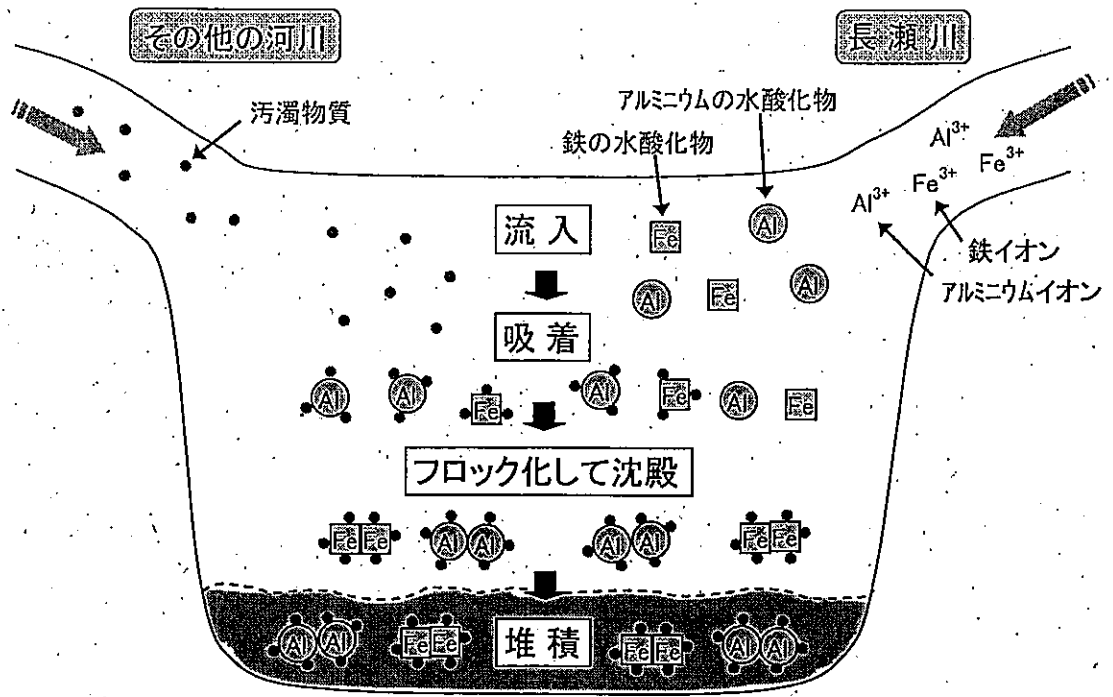 その他の河川
長瀬川
汚濁物質
アルミニウムの水酸化物
鉄の水酸化物
Al³⁺
Fe³⁺
Fe³⁺
Al³⁺
鉄イオン
アルミニウムイオン
流入
Fe
Al
Al
Fe
Al
吸着
Al
Al
Fe
Al
Fe
Al
Fe
フロック化して沈殿
Fe Fe
Al Al
Al Al
Fe Fe
堆積
Al Al
Fe Fe
Fe Fe
Al Al